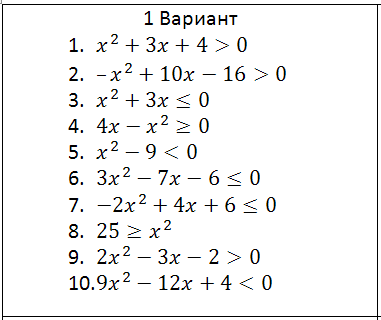 1 Вариант
1. x² + 3x + 4 > 0
2. −x² + 10x − 16 > 0
3. x² + 3x ≤ 0
4. 4x − x² ≥ 0
5. x² − 9 < 0
6. 3x² − 7x − 6 ≤ 0
7. −2x² + 4x + 6 ≤ 0
8. 25 ≥ x²
9. 2x² − 3x − 2 > 0
10.9x² − 12x + 4 < 0